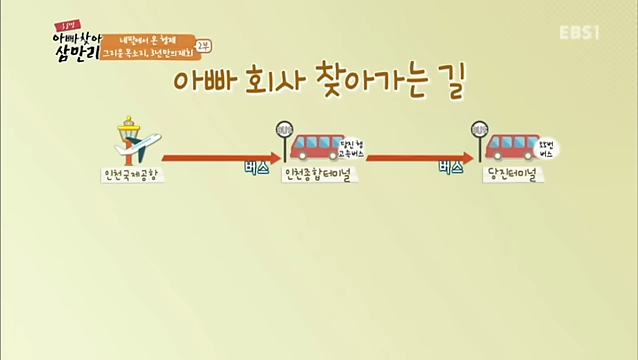 아빠 찾아
삼만리
네팔에서 온 형제
그리운 목소리, 3년만의 재회
2부
EBS1
아빠 회사 찾아가는 길
당진 행
고속버스
버스
버스
버스
인천국제공항
인천종합터미널
당진터미널